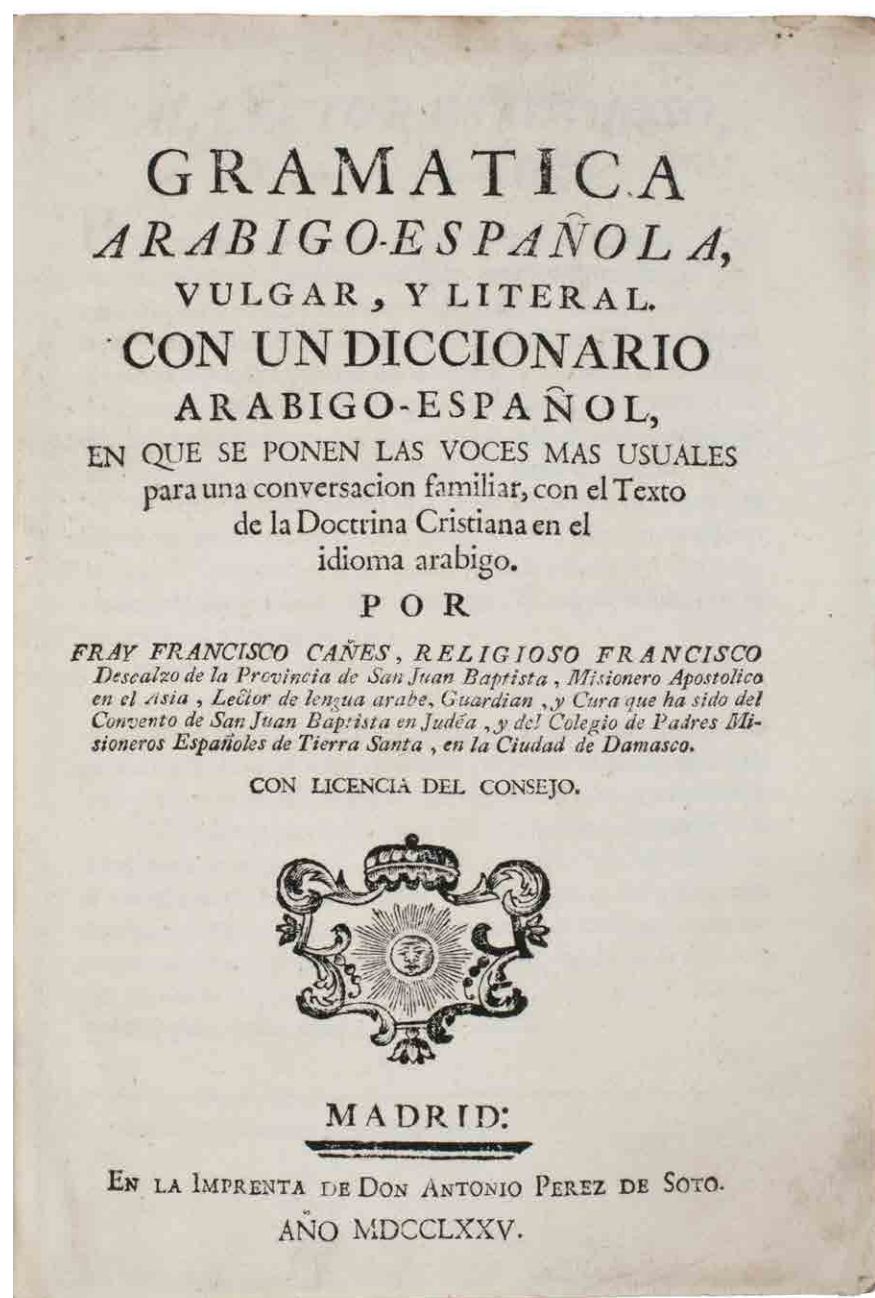 GRAMATICA
ARABIGO-ESPAÑOLA,
VULGAR, Y LITERAL.
CON UN DICCIONARIO
ARABIGO-ESPAÑOL,
EN QUE SE PONEN LAS VOCES MAS USUALES
para una conversacion familiar, con el Texto
de la Doctrina Cristiana en el
idioma arabigo.
POR
FRAY FRANCISCO CAÑES, RELIGIOSO FRANCISCO
Descalzo de la Provincia de San Juan Baptista, Misionero Apostolico
en el Asia, Lector de lengua arabe, Guardian, y Cura que ha sido del
Convento de San Juan Baptista en Judéa, y del Colegio de Padres Mi-
sioneros Españoles de Tierra Santa, en la Ciudad de Damasco.
CON LICENCIA DEL CONSEJO.
MADRID:
EN LA IMPRENTA DE DON ANTONIO PEREZ DE SOTO.
AÑO MDCCLXXV.